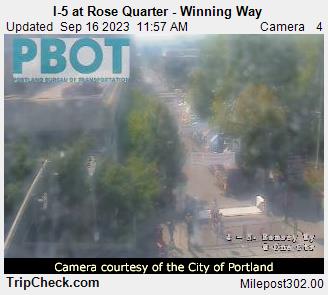 I-5 at Rose Quarter - Winning Way
Updated Sep 16 2023 11:57 AM Camera 4
PBOT
PORTLAND BUREAU OF TRANSPORTATION
Camera courtesy of the City of Portland
TripCheck.com Milepost302.00